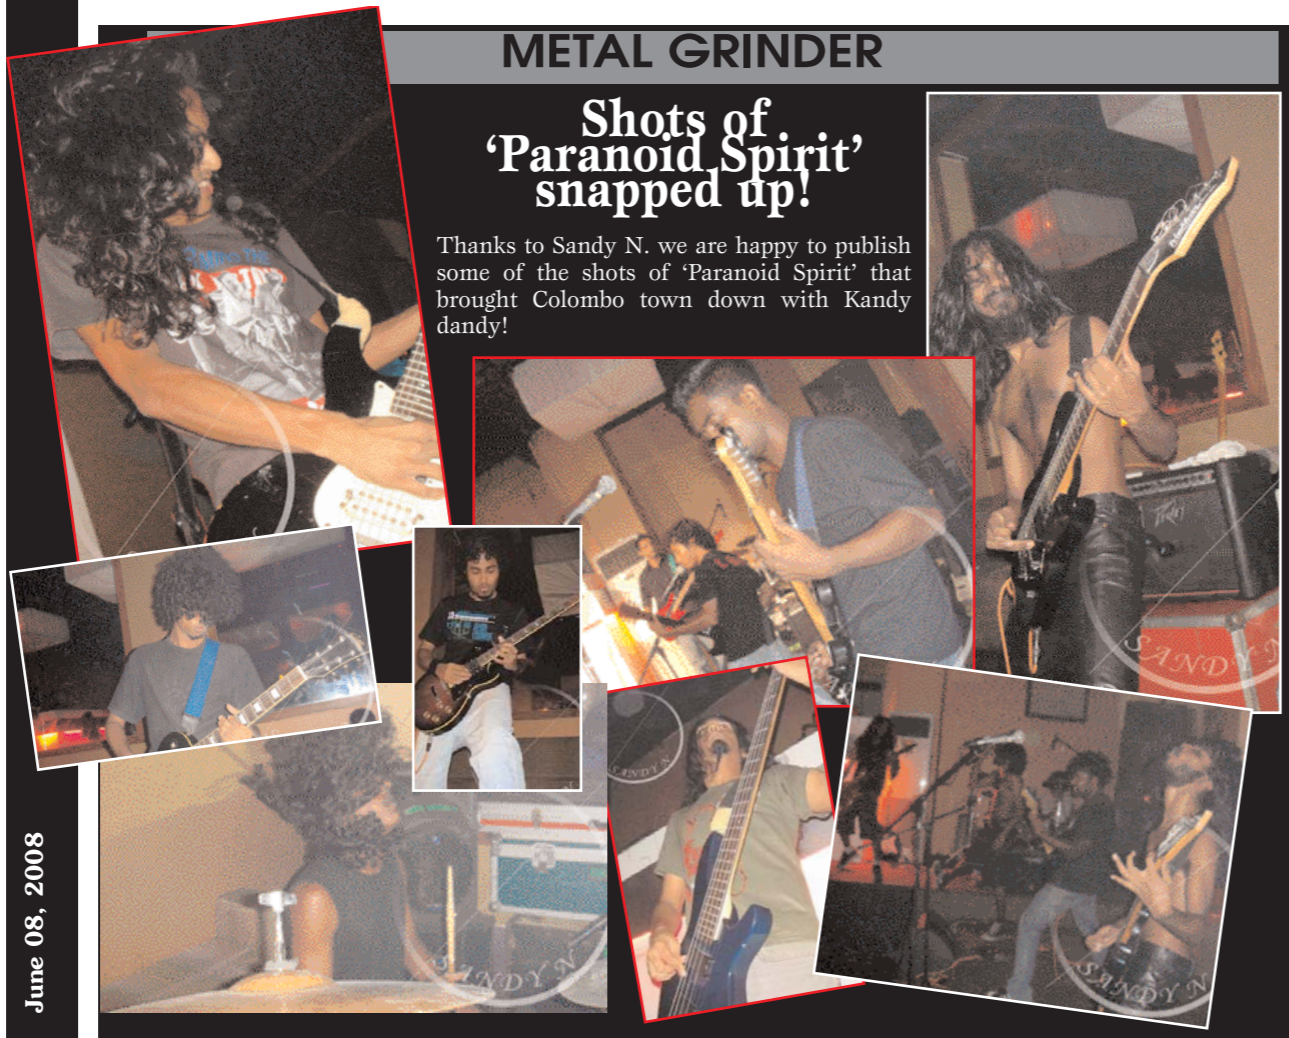 METAL GRINDER
Shots of
‘Paranoid Spirit’
snapped up!
Thanks to Sandy N. we are happy to publish
some of the shots of ‘Paranoid Spirit’ that
brought Colombo town down with Kandy
dandy!
SANDY N
SANDY N
SANDY N
SANDY N
June 08, 2008